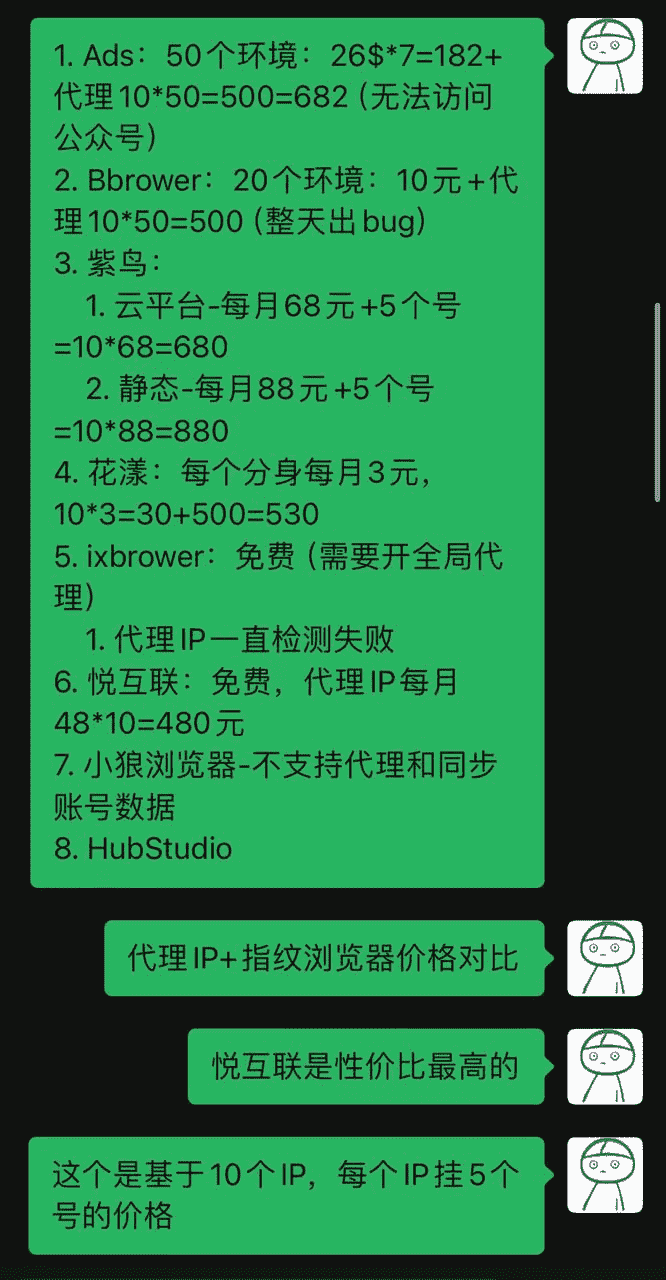 1. Ads：50个环境：26$*7=182+
代理10*50=500=682（无法访问
公众号）
2. Bbrower：20个环境：10元+代
理10*50=500（整天出bug）
3. 紫鸟：
1. 云平台-每月68元+5个号
=10*68=680
2. 静态-每月88元+5个号
=10*88=880
4. 花漾：每个分身每月3元，
10*3=30+500=530
5. ixbrower：免费（需要开全局代
理）
1. 代理IP一直检测失败
6. 悦互联：免费，代理IP每月
48*10=480元
7. 小狼浏览器-不支持代理和同步
账号数据
8. HubStudio
代理IP+指纹浏览器价格对比
悦互联是性价比最高的
这个是基于10个IP，每个IP挂5个
号的价格